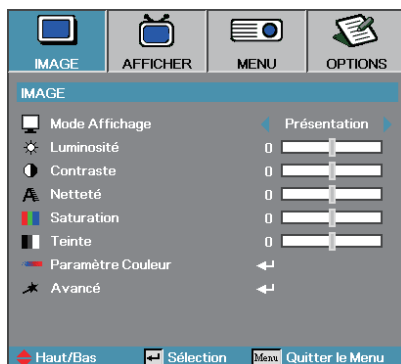 IMAGE AFFICHER MENU OPTIONS
IMAGE
Mode Affichage Présentation
Luminosité 0
Contraste 0
Netteté 0
Saturation 0
Teinte 0
Paramètre Couleur
Avancé
Haut/Bas Sélection Menu Quitter le Menu